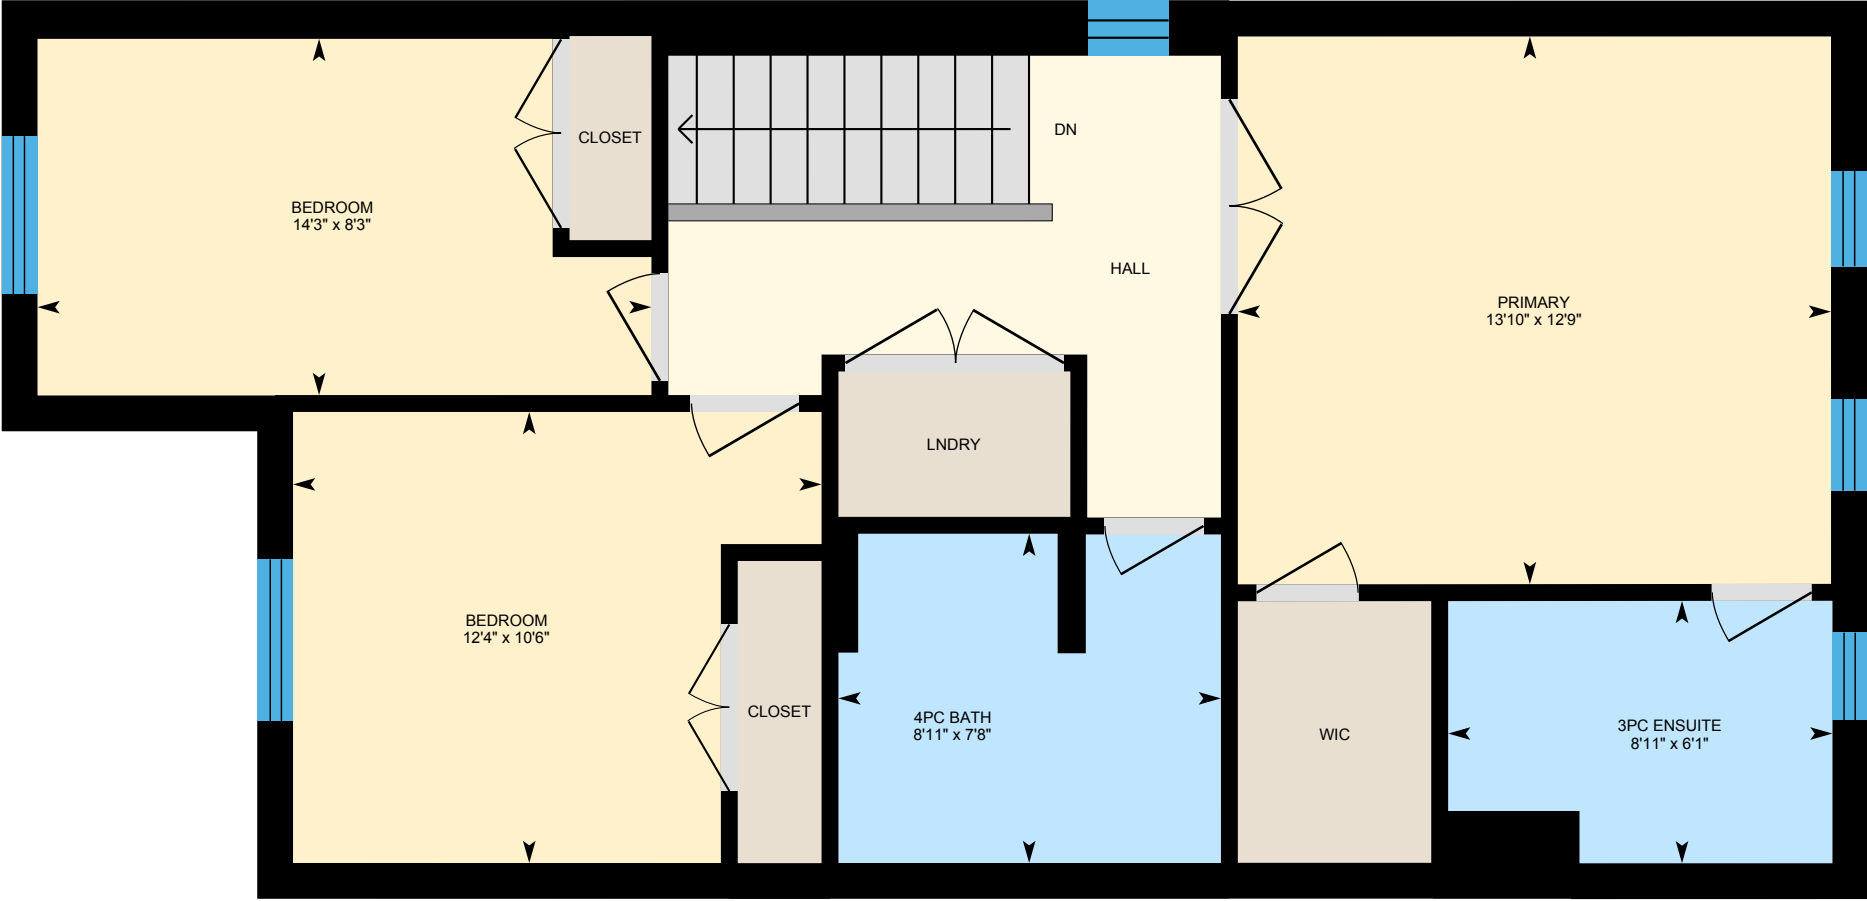 CLOSET
DN
BEDROOM
14'3" x 8'3"
HALL
PRIMARY
13'10" x 12'9"
LNDRY
BEDROOM
12'4" x 10'6"
CLOSET
4PC BATH
8'11" x 7'8"
WIC
3PC ENSUITE
8'11" x 6'1"